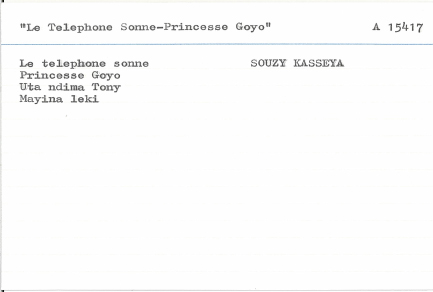 "Le Telephone Sonne-Princesse Goyo" A 15417
Le telephone sonne SOUZY KASSEYA
Princesse Goyo
Uta ndima Tony
Mayina leki